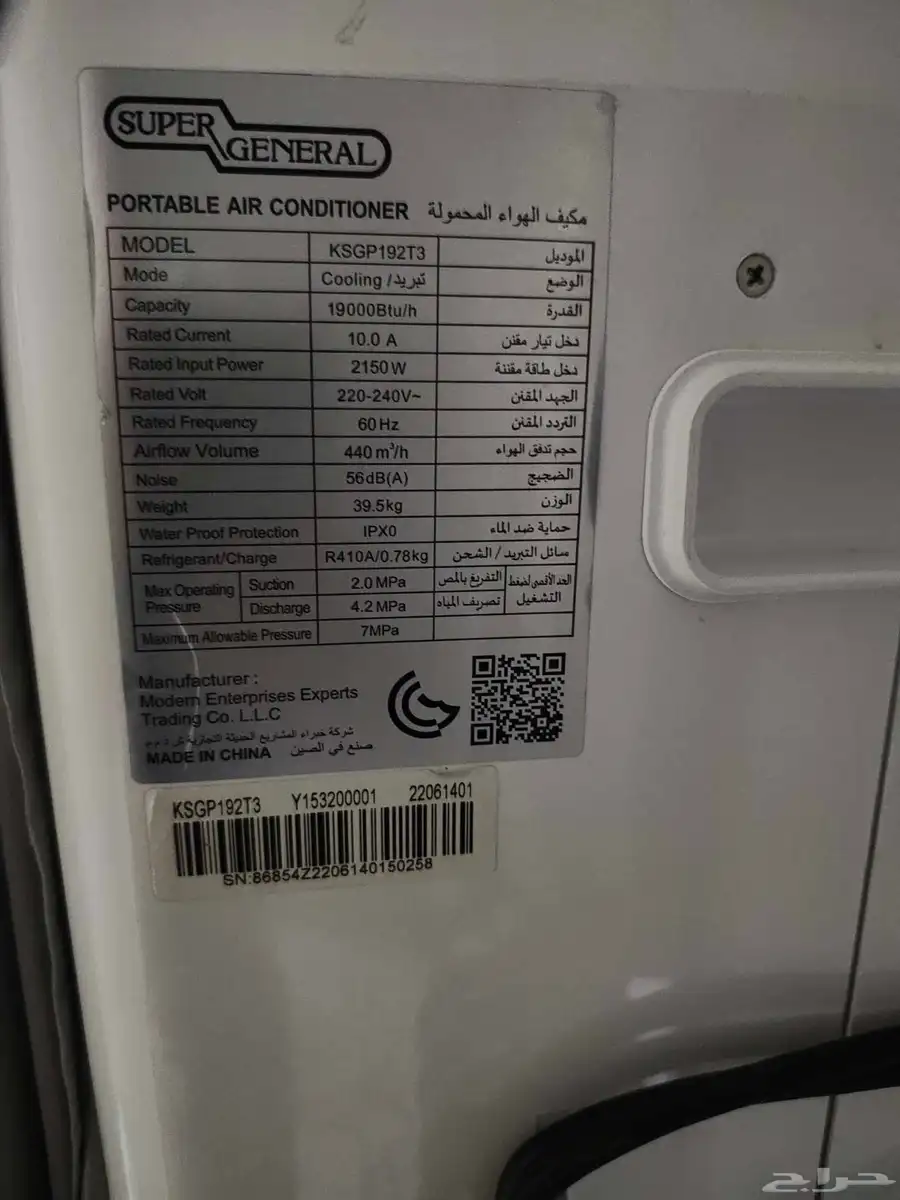 SUPER
GENERAL
PORTABLE AIR CONDITIONER مكيف الهواء المحمولة
MODEL KSGP192T3 الموديل
Mode Cooling / تبريد الوضع
Capacity 19000Btu/h القدرة
Rated Current 10.0 A دخل تيار مقنن
Rated Input Power 2150 W دخل طاقة مقننة
Rated Volt 220-240V~ الجهد المقنن
Rated Frequency 60 Hz التردد المقنن
Airflow Volume 440 m³/h حجم تدفق الهواء
Noise 56dB(A) الضجيج
Weight 39.5kg الوزن
Water Proof Protection IPX0 حماية ضد الماء
Refrigerant/Charge R410A/0.78kg سائل التبريد / الشحن
Max Operating Pressure Suction 2.0 MPa التفريغ بالمص الحد الأقصى لضغط التشغيل
Discharge 4.2 MPa تصريف المياه
Maximum Allowable Pressure 7MPa
Manufacturer :
Modern Enterprises Experts
Trading Co. L.L.C
شركة خبراء المشاريع الحديثة التجارية ش.ذ.م.م
MADE IN CHINA صنع في الصين
KSGP192T3 Y153200001 22061401
SN:86854Z2206140150258
حراج